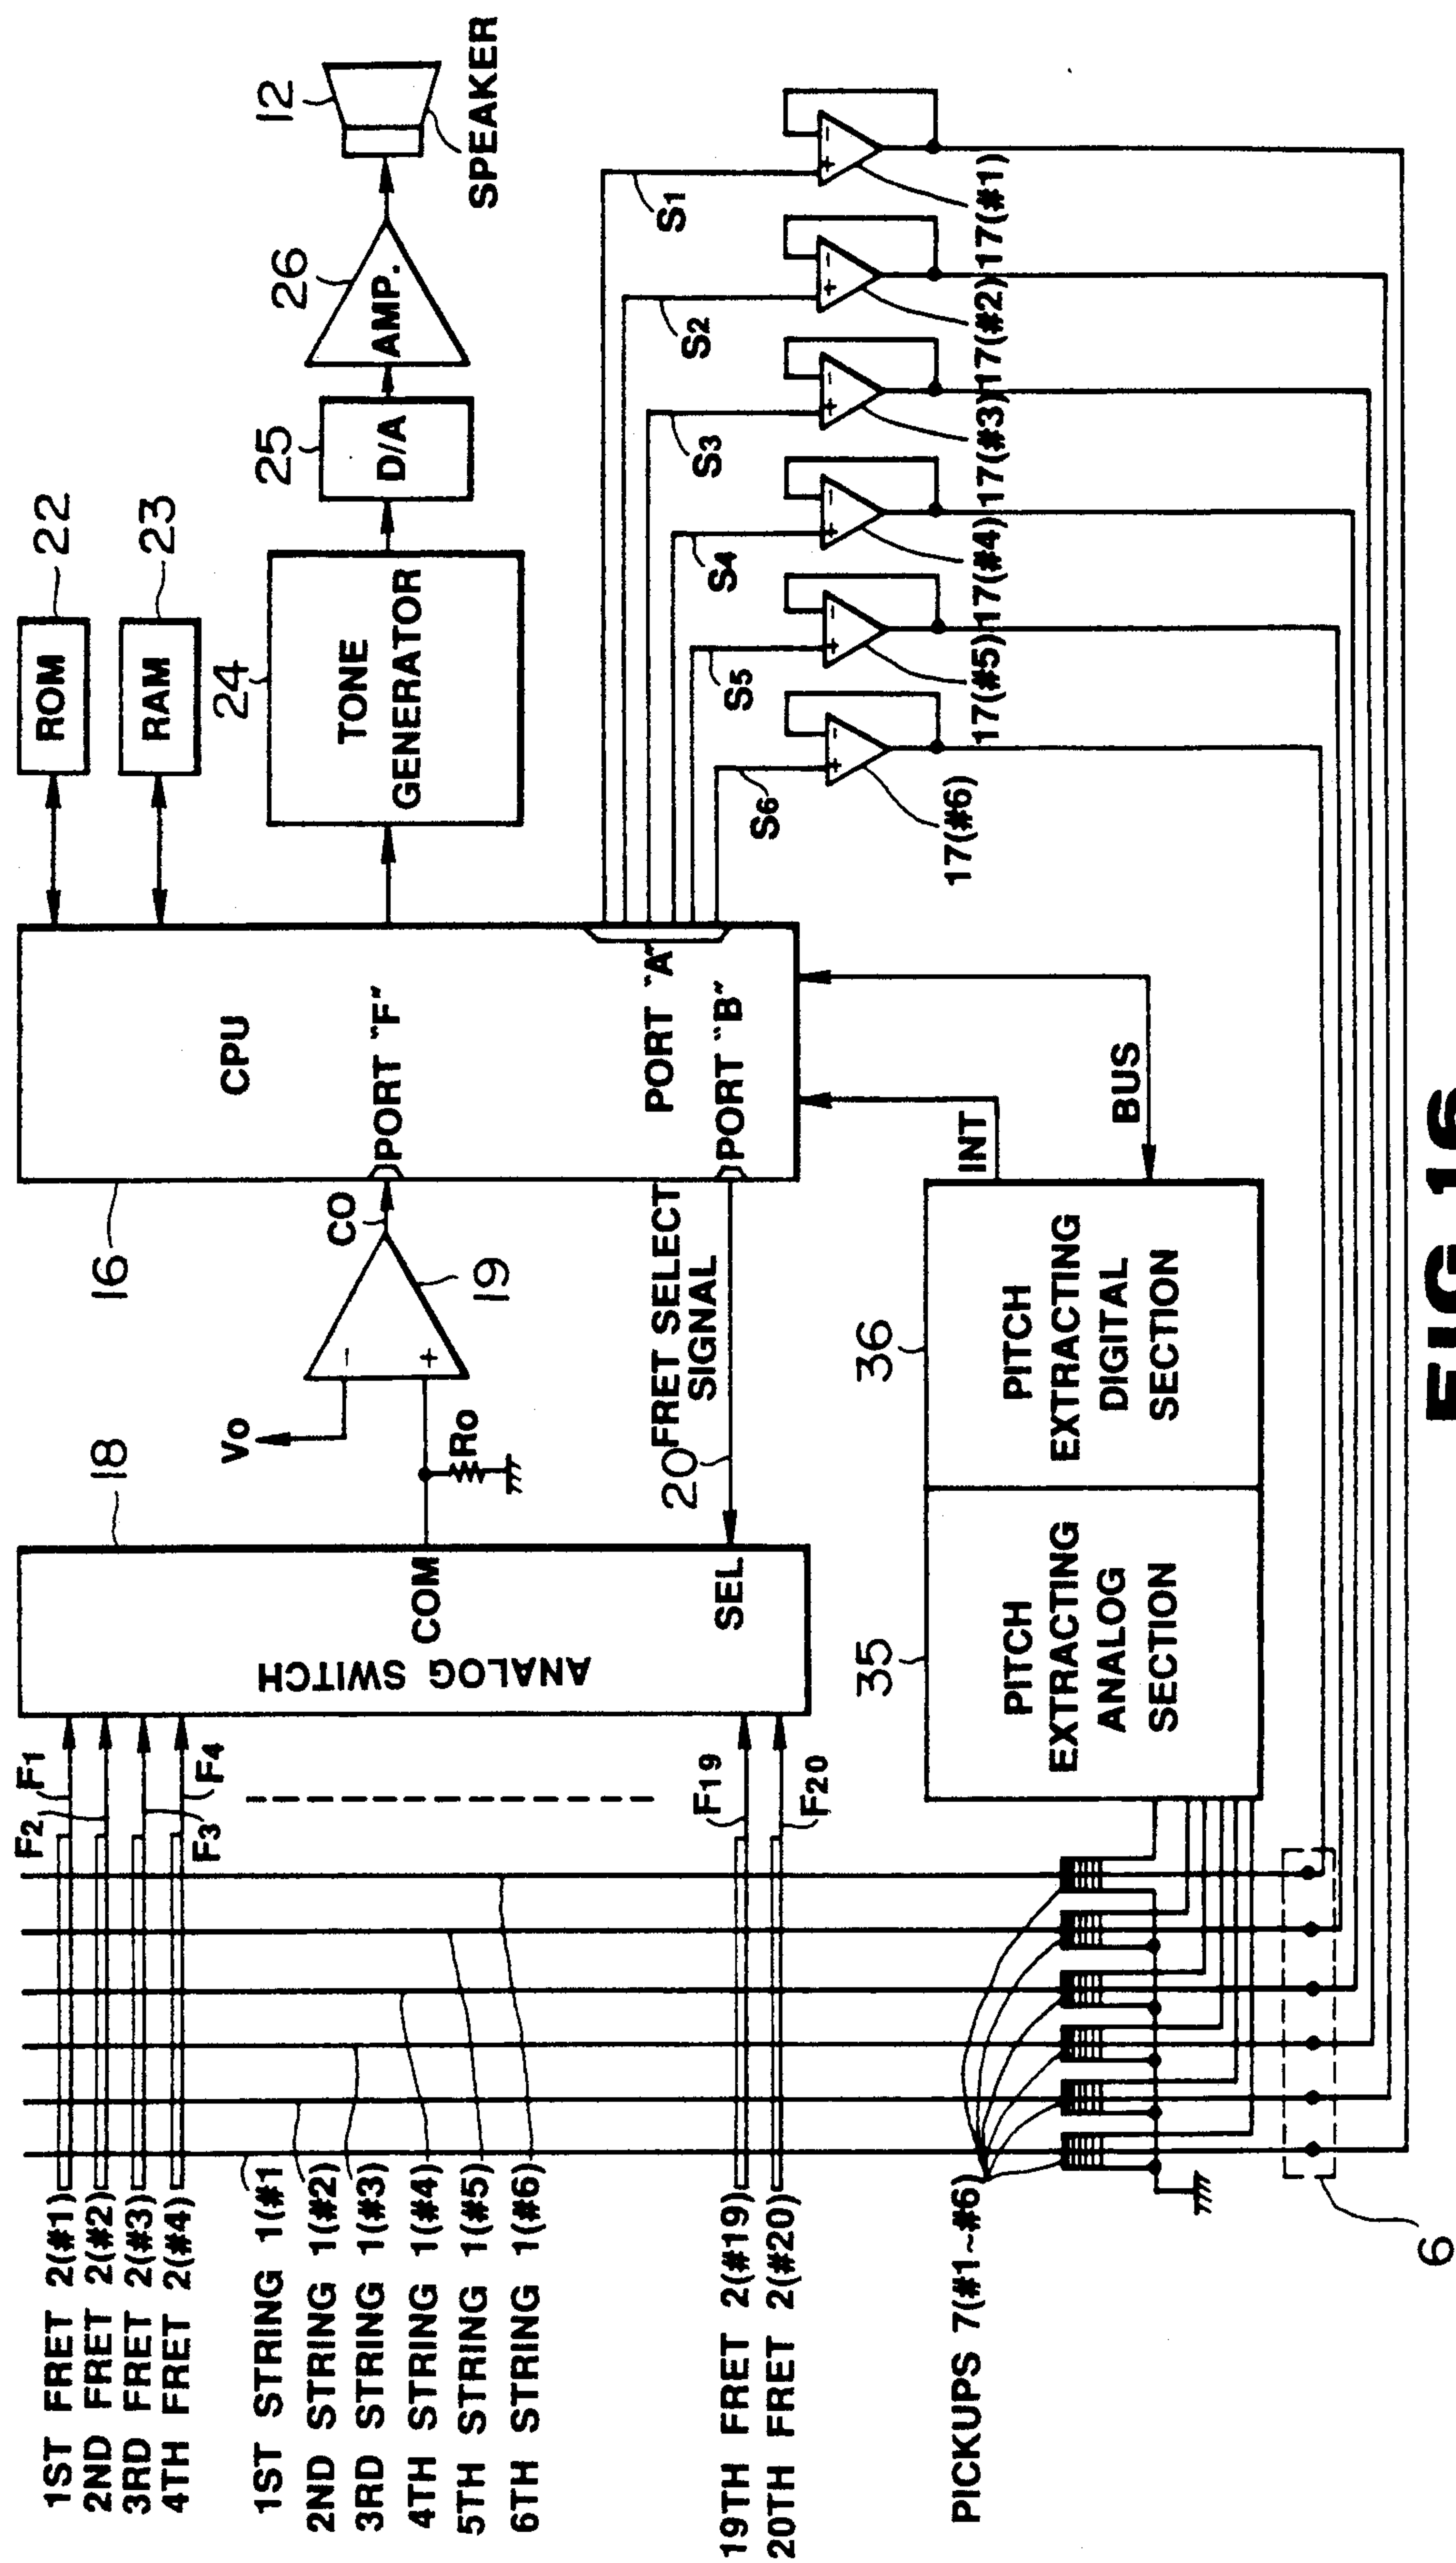 1ST FRET 2(#1)
2ND FRET 2(#2)
3RD FRET 2(#3)
4TH FRET 2(#4)
1ST STRING 1(#1
2ND STRING 1(#2)
3RD STRING 1(#3)
4TH STRING 1(#4)
5TH STRING 1(#5)
6TH STRING 1(#6)
19TH FRET 2(#19)
20TH FRET 2(#20)
PICKUPS 7(#1~#6)
6
F1
F2
F3
F4
F19
F20
18
ANALOG SWITCH
COM
SEL
Vo
Ro
-
+
19
CO
20
FRET SELECT
SIGNAL
16
CPU
PORT "F"
PORT "A"
PORT "B"
ROM
22
RAM
23
24
TONE
GENERATOR
25
D/A
26
AMP.
12
SPEAKER
35
PITCH
EXTRACTING
ANALOG
SECTION
36
PITCH
EXTRACTING
DIGITAL
SECTION
INT
BUS
S6
S5
S4
S3
S2
S1
+ -
+ -
+ -
+ -
+ -
+ -
17(#6)
17(#5)
17(#4)
17(#3)
17(#2)
17(#1)
FIG.16